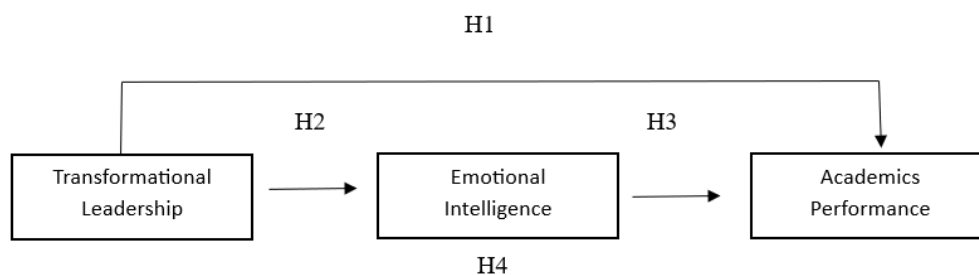 H1
H2
H3
Transformational
Leadership
Emotional
Intelligence
Academics
Performance
H4